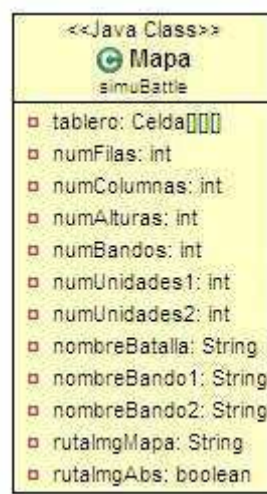 <<Java Class>>
C Mapa
simuBattle
tablero: Celda[][][]
numFilas: int
numColumnas: int
numAlturas: int
numBandos: int
numUnidades1: int
numUnidades2: int
nombreBatalla: String
nombreBando1: String
nombreBando2: String
rutaImgMapa: String
rutaImgAbs: boolean